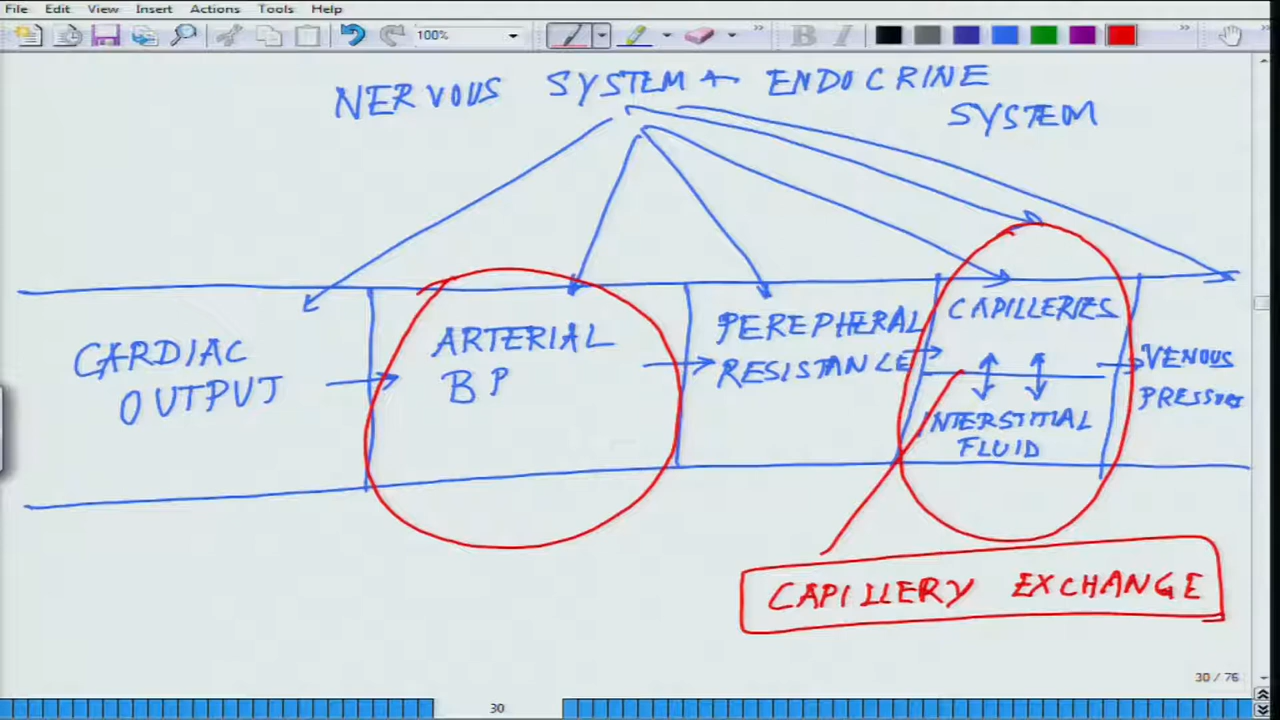 File Edit View Insert Actions Tools Help
100%
B I
NERVOUS SYSTEM + ENDOCRINE
SYSTEM
CARDIAC
OUTPUT
ARTERIAL
BP
PEREPHERAL
RESISTANCE
CAPILLERIES
INTERSTITIAL
FLUID
VENOUS
PRESSURE
CAPILLERY EXCHANGE
30 / 76
30